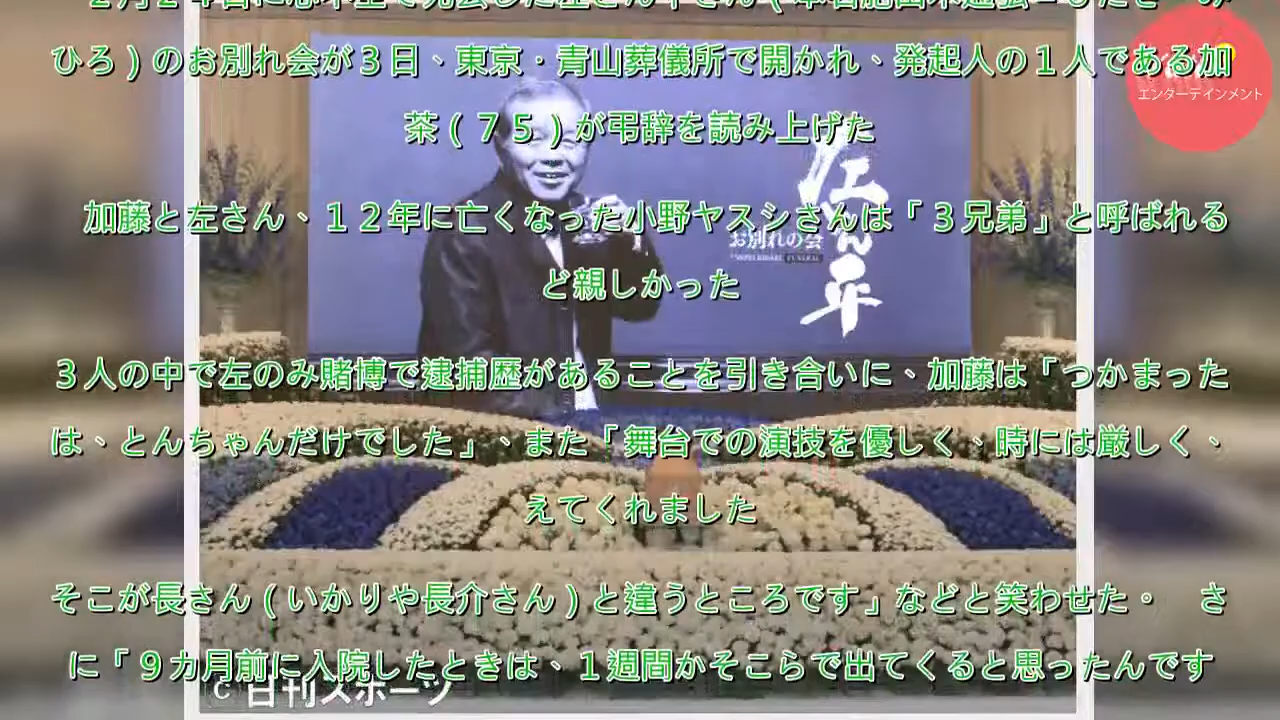 ひろ)のお別れ会が3日、東京・青山葬儀所で開かれ、発起人の1人である加
茶(75)が弔辞を読み上げた
加藤と左さん、12年に亡くなった小野ヤスシさんは「3兄弟」と呼ばれる
ど親しかった
3人の中で左のみ賭博で逮捕歴があることを引き合いに、加藤は「つかまった
は、とんちゃんだけでした」、また「舞台での演技を優しく、時には厳しく、
えてくれました
そこが長さん(いかりや長介さん)と違うところです」などと笑わせた・ さ
に「9カ月前に入院したときは、1週間かそこらで出てくると思ったんです
エンターテインメント
左とん平
お別れの会
FUNERAL
C 日刊スポーツ